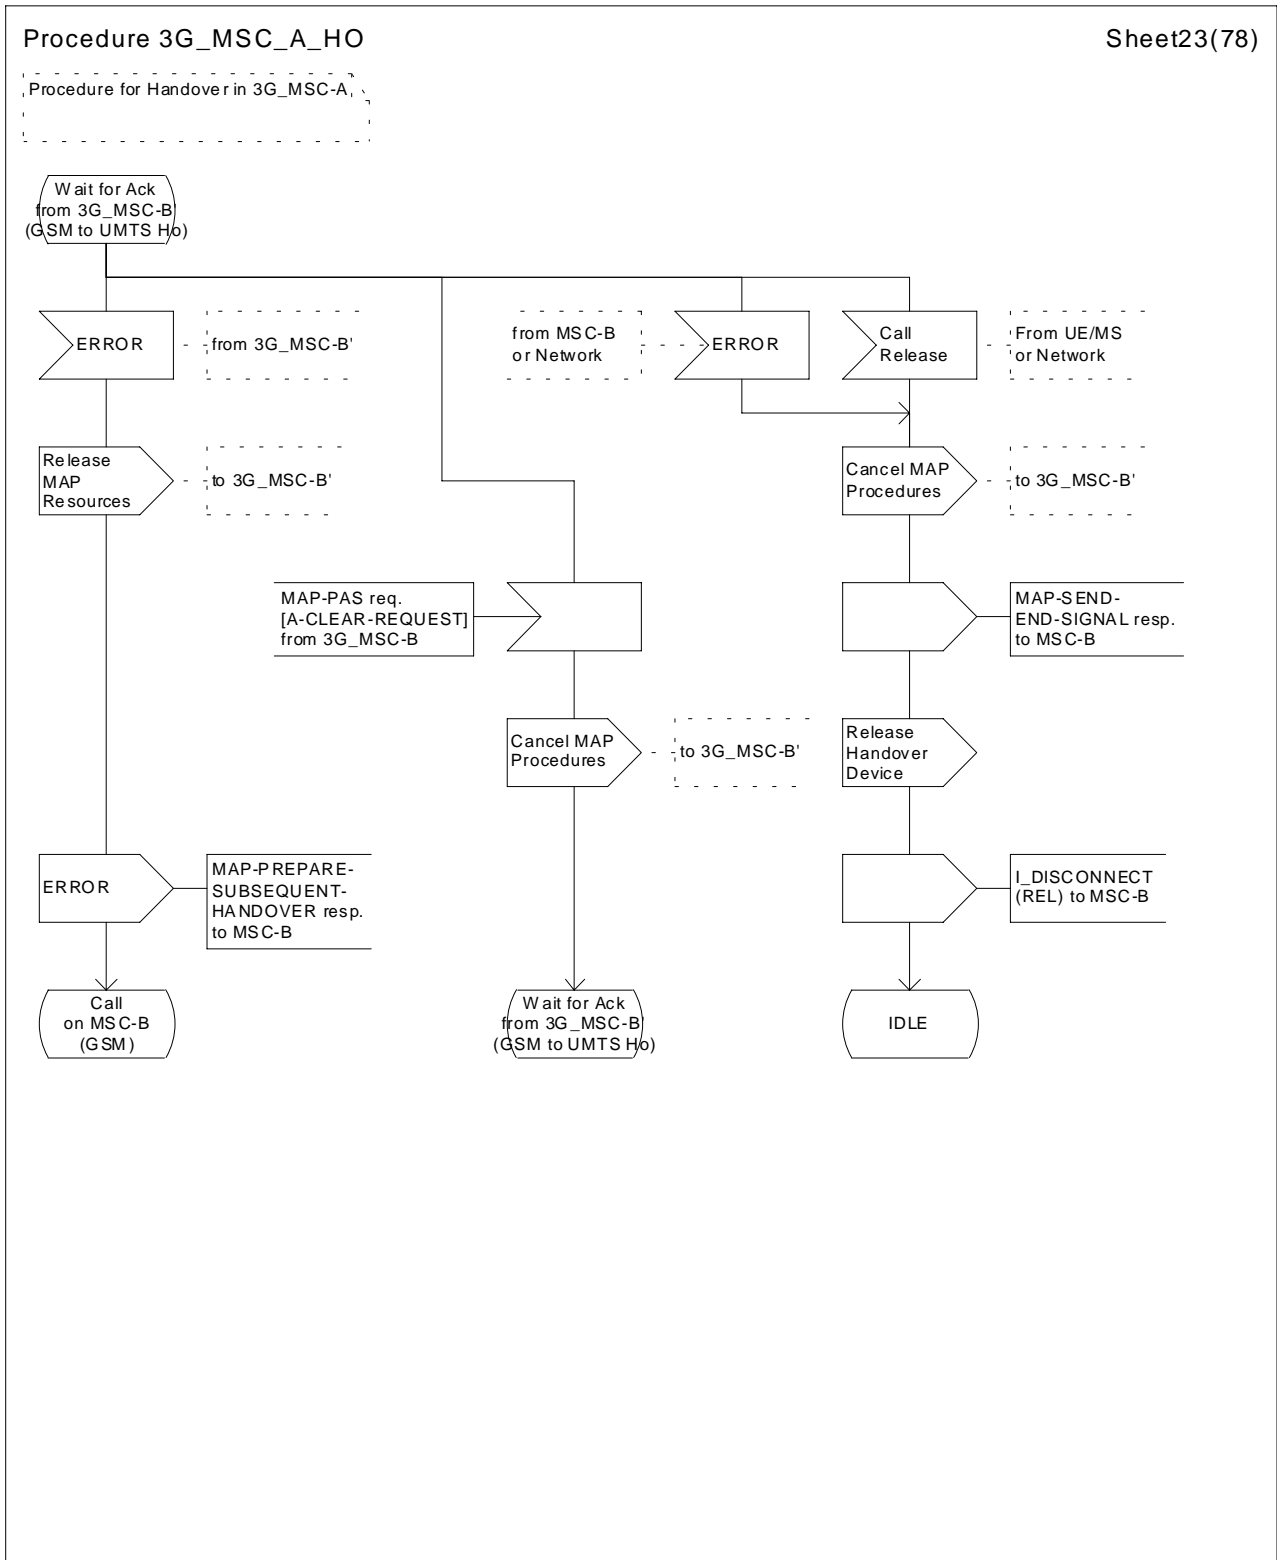 Procedure 3G_MSC_A_HO
Sheet23(78)
Procedure for Handover in 3G_MSC-A
Wait for Ack
from 3G_MSC-B'
(GSM to UMTS Ho)
ERROR
from 3G_MSC-B'
from MSC-B
or Network
ERROR
Call
Release
From UE/MS
or Network
Release
MAP
Resources
to 3G_MSC-B'
Cancel MAP
Procedures
to 3G_MSC-B'
MAP-PAS req.
[A-CLEAR-REQUEST]
from 3G_MSC-B
MAP-SEND-
END-SIGNAL resp.
to MSC-B
Cancel MAP
Procedures
to 3G_MSC-B'
Release
Handover
Device
ERROR
MAP-PREPARE-
SUBSEQUENT-
HANDOVER resp.
to MSC-B
I_DISCONNECT
(REL) to MSC-B
Call
on MSC-B
(GSM)
Wait for Ack
from 3G_MSC-B'
(GSM to UMTS Ho)
IDLE